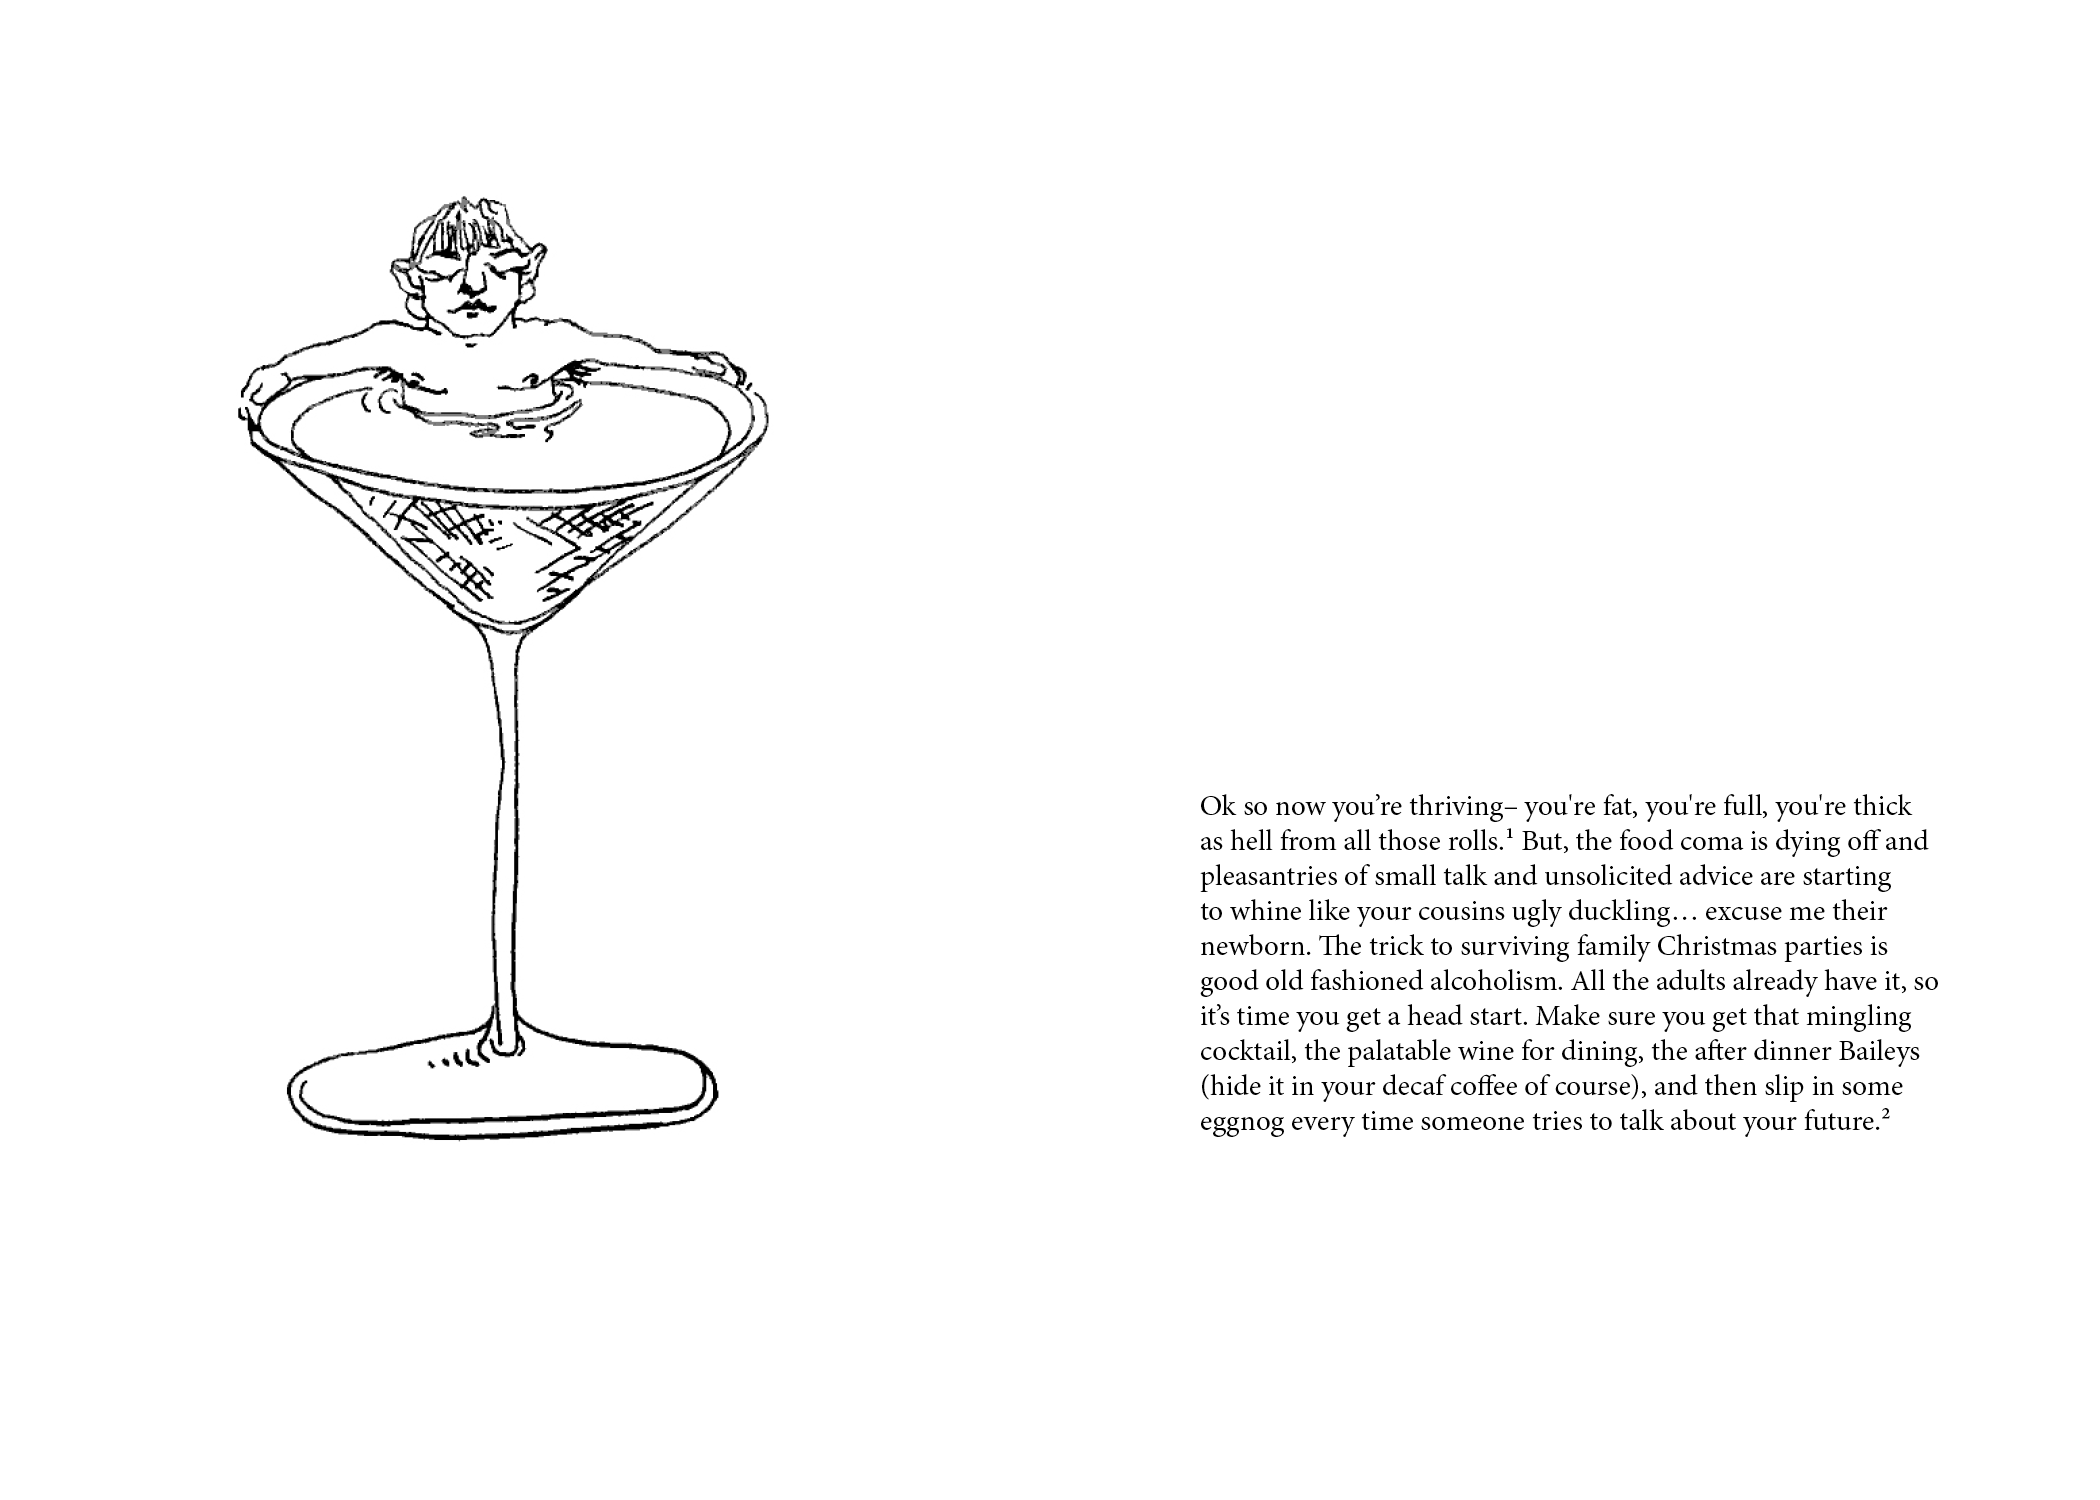 Ok so now you’re thriving– you're fat, you're full, you're thick
as hell from all those rolls.¹ But, the food coma is dying off and
pleasantries of small talk and unsolicited advice are starting
to whine like your cousins ugly duckling… excuse me their
newborn. The trick to surviving family Christmas parties is
good old fashioned alcoholism. All the adults already have it, so
it’s time you get a head start. Make sure you get that mingling
cocktail, the palatable wine for dining, the after dinner Baileys
(hide it in your decaf coffee of course), and then slip in some
eggnog every time someone tries to talk about your future.²